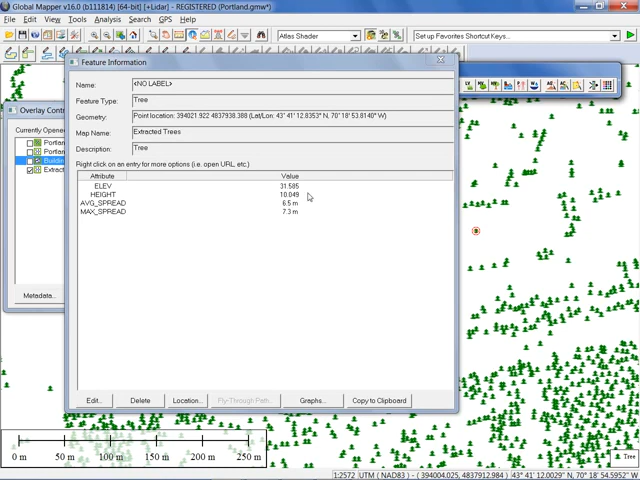 Global Mapper v16.0 (b111814) [64-bit] [+Lidar] - REGISTERED (Portland.gmw*)
File Edit View Tools Analysis Search GPS Help
Atlas Shader
Set up Favorites Shortcut Keys...
Feature Information
Name: <NO LABEL>
Feature Type: Tree
Geometry: Point location: 394021.922 4837938.388 (Lat/Lon: 43° 41' 12.8353" N, 70° 18' 53.8140" W)
Map Name: Extracted Trees
Description: Tree
Right click on an entry for more options (i.e. open URL, etc.)
Attribute Value
ELEV 31.585
HEIGHT 10.049
AVG_SPREAD 6.5 m
MAX_SPREAD 7.3 m
Edit... Delete Location... Fly-Through Path... Graphs... Copy to Clipboard
Overlay Contr
Currently Opene
Portlan
Portlan
Buildin
Extract
Metadata...
0 m 50 m 100 m 150 m 200 m 250 m
Tree
1:2572 UTM (NAD83) - ( 394004.025, 4837912.984 ) 43° 41' 12.0029" N, 70° 18' 54.5952" W